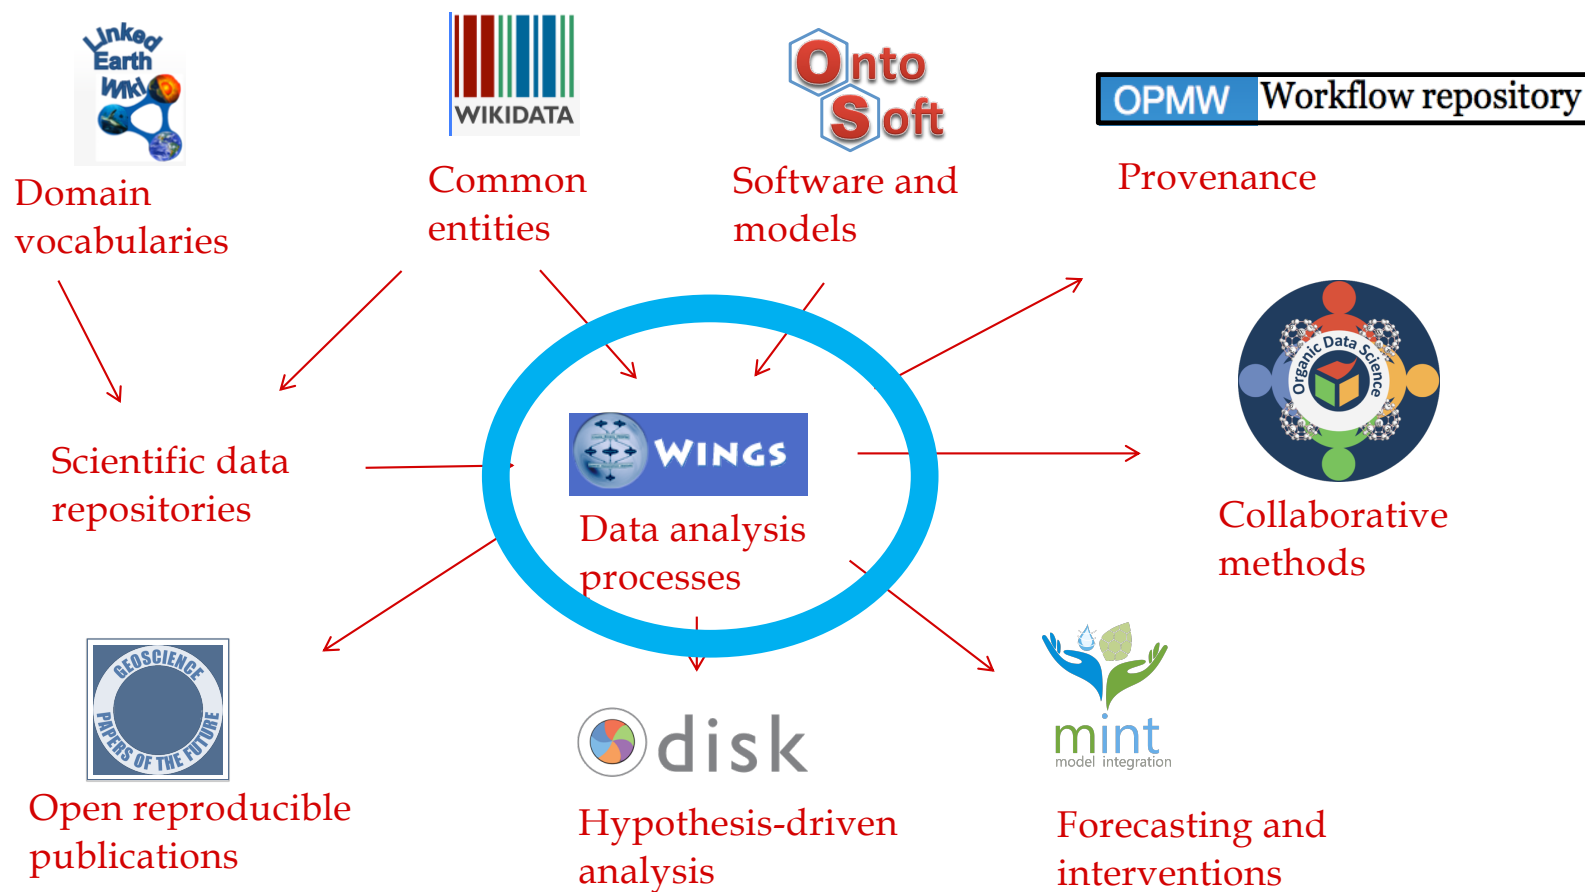 Linked
Earth
Wiki
WIKIDATA
Onto
Soft
OPMW Workflow repository
Domain
vocabularies
Common
entities
Software and
models
Provenance
Organic Data Science
Scientific data
repositories
WINGS
Data analysis
processes
Collaborative
methods
GEOSCIENCE
PAPERS OF THE FUTURE
Open reproducible
publications
disk
Hypothesis-driven
analysis
mint
model integration
Forecasting and
interventions